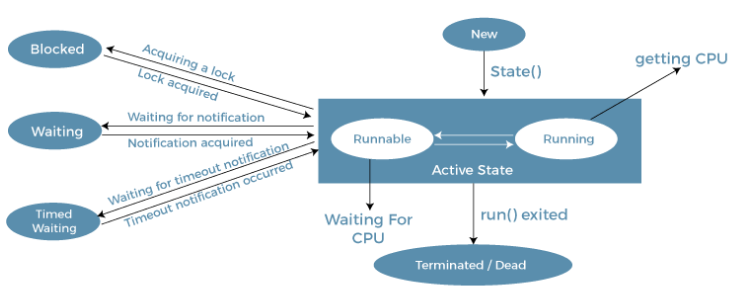 New
State()
getting CPU
Blocked
Acquiring a lock
Lock acquired
Waiting
Waiting for notification
Notification acquired
Timed
Waiting
Waiting for timeout notification
Timeout notification occurred
Runnable
Running
Active State
Waiting For
CPU
run() exited
Terminated / Dead